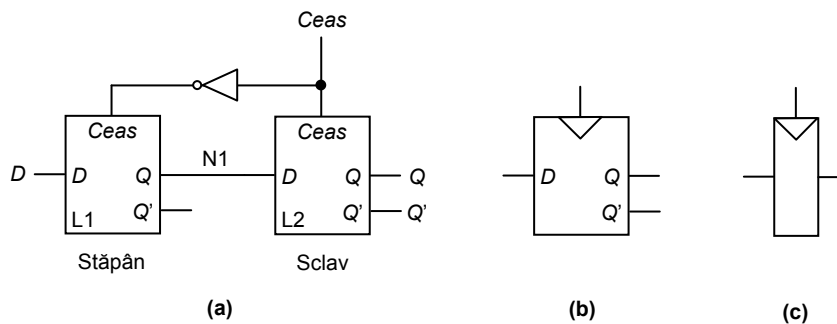 Ceas
Ceas
Ceas
D
D
Q
N1
D
Q
Q
D
Q
L1
Q'
L2
Q'
Q'
Q'
Stăpân
Sclav
(a)
(b)
(c)